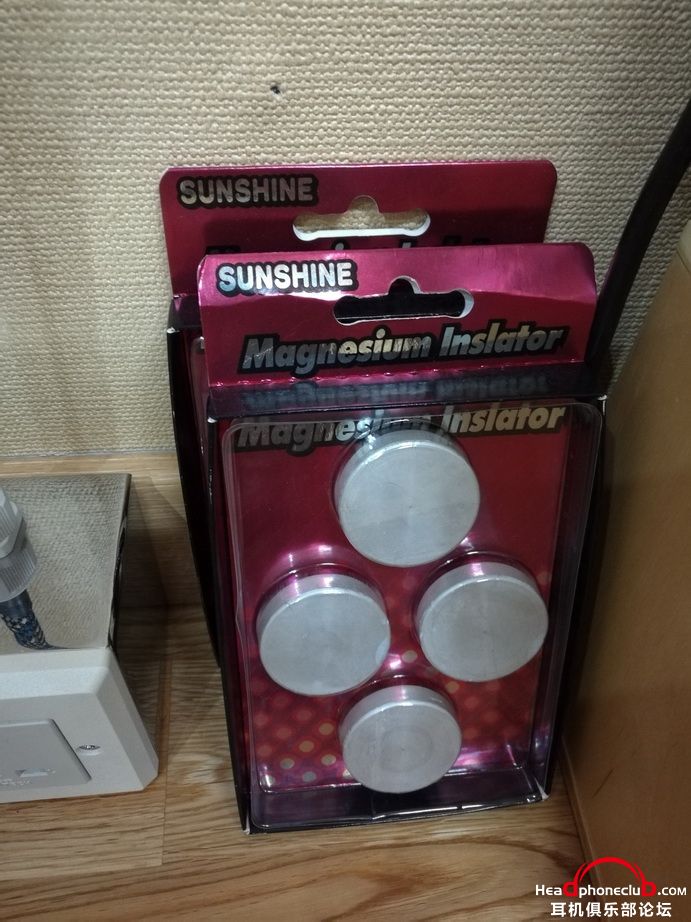 SUNSHINE
SUNSHINE
Magnesium Inslator
Magnesium Inslator
Headphoneclub.com
耳机俱乐部论坛